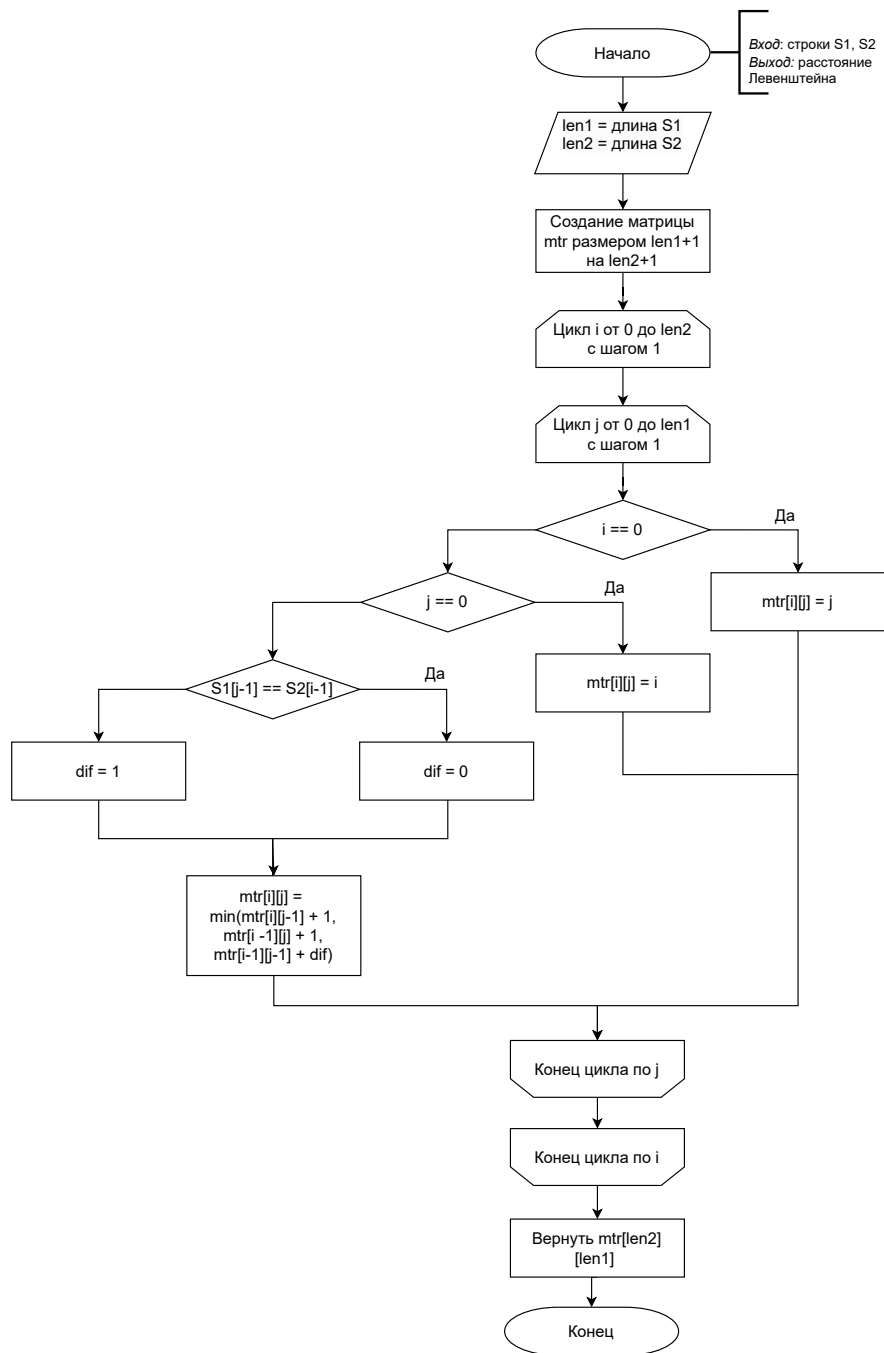 Начало
Вход: строки S1, S2
Выход: расстояние
Левенштейна
len1 = длина S1
len2 = длина S2
Создание матрицы
mtr размером len1+1
на len2+1
Цикл i от 0 до len2
с шагом 1
Цикл j от 0 до len1
с шагом 1
i == 0
Да
j == 0
Да
mtr[i][j] = j
S1[j-1] == S2[i-1]
Да
mtr[i][j] = i
dif = 1
dif = 0
mtr[i][j] =
min(mtr[i][j-1] + 1,
mtr[i -1][j] + 1,
mtr[i-1][j-1] + dif)
Конец цикла по j
Конец цикла по i
Вернуть mtr[len2]
[len1]
Конец